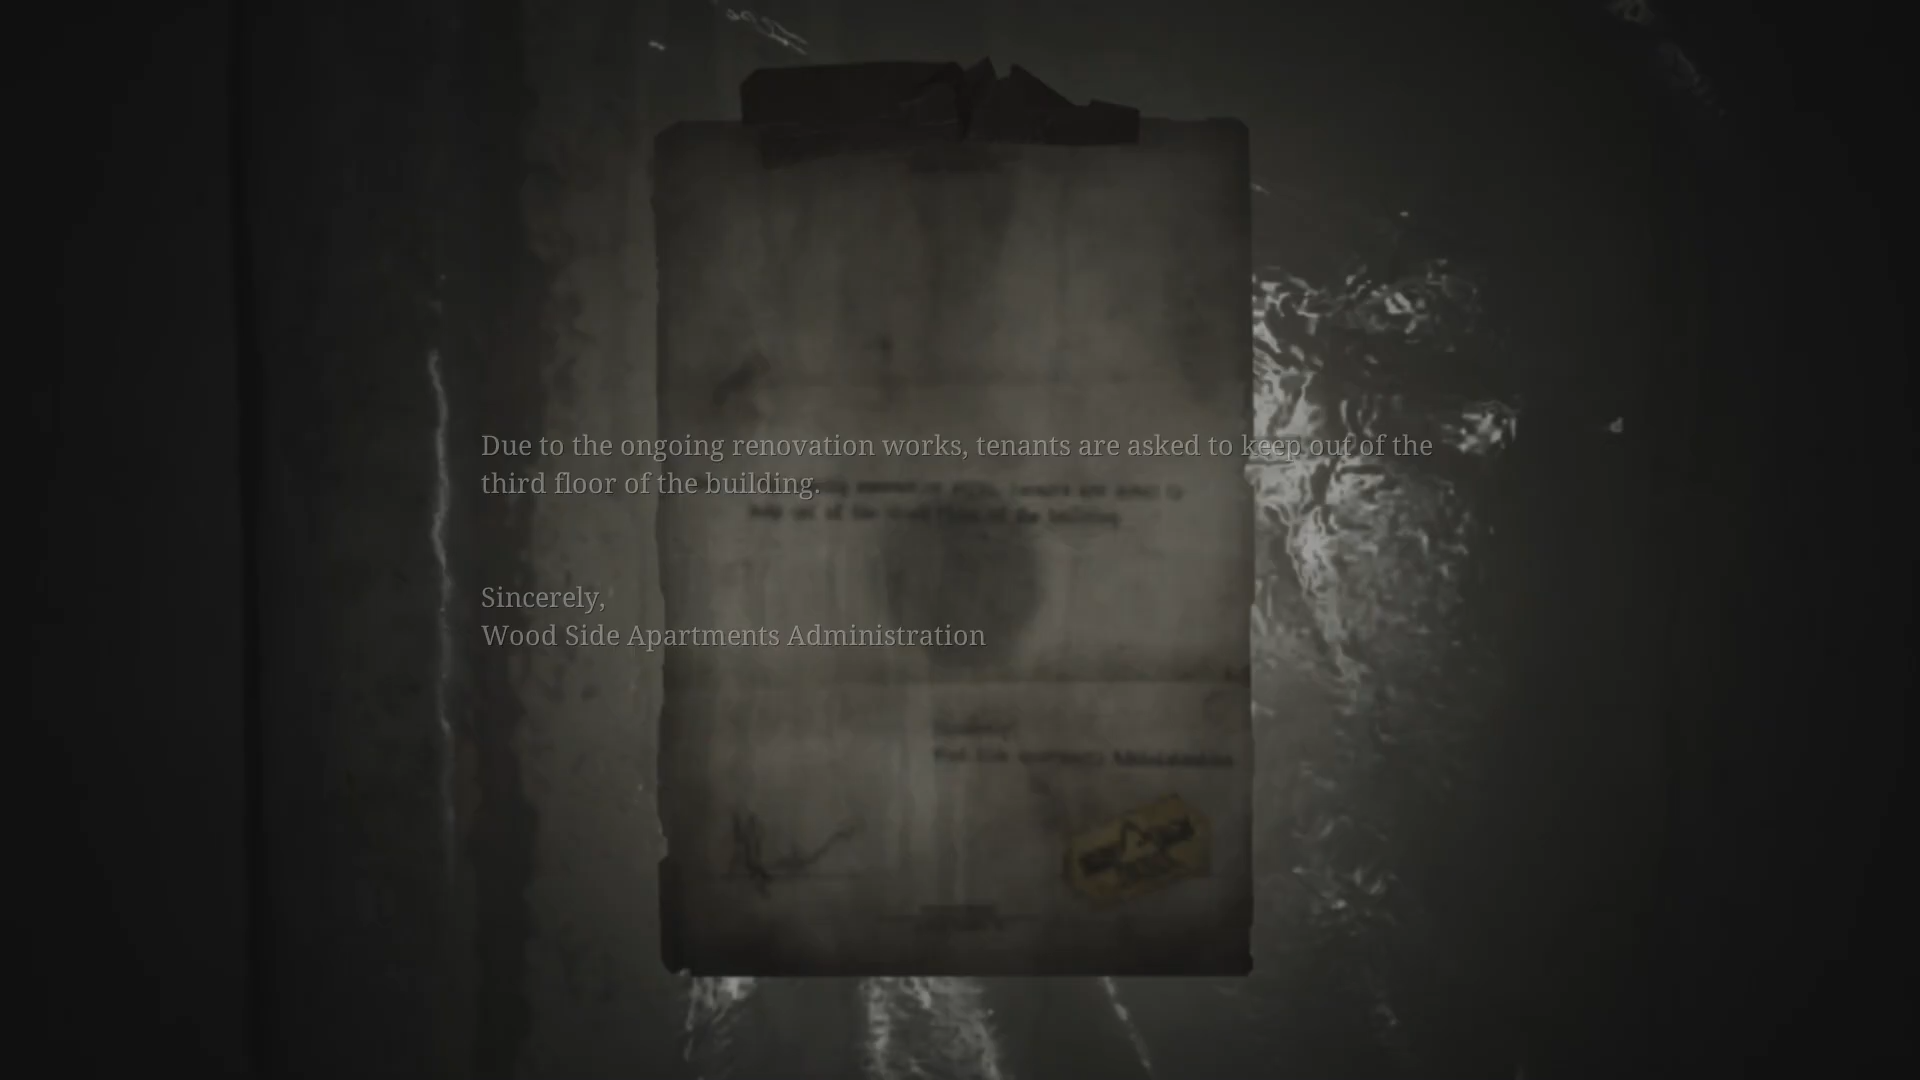 Due to the ongoing renovation works, tenants are asked to keep out of the
third floor of the building.
Sincerely,
Wood Side Apartments Administration